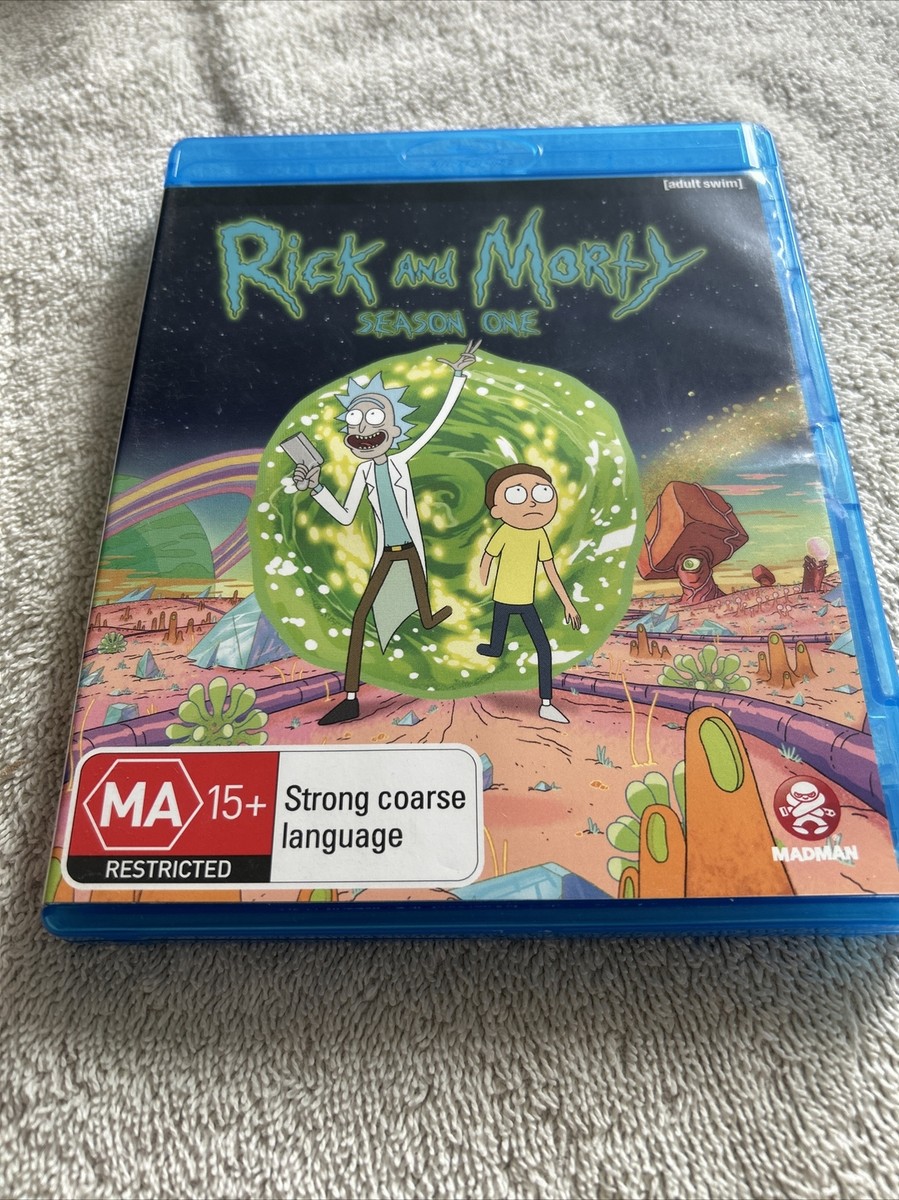 [adult swim]
Rick and Morty
SEASON ONE
MA 15+
RESTRICTED
Strong coarse
language
MADMAN